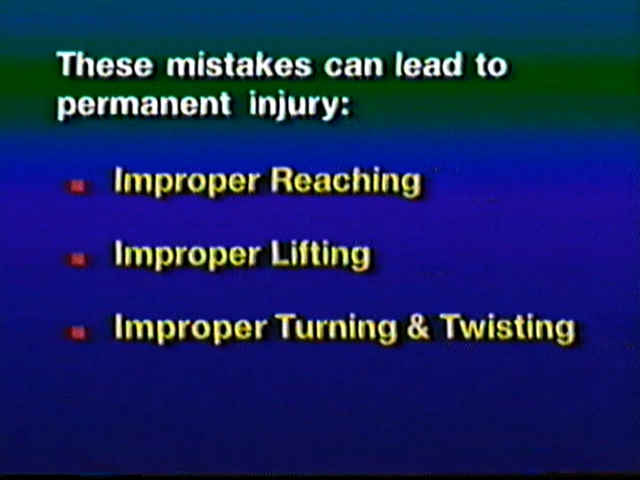 These mistakes can lead to
permanent injury:
Improper Reaching
Improper Lifting
Improper Turning & Twisting